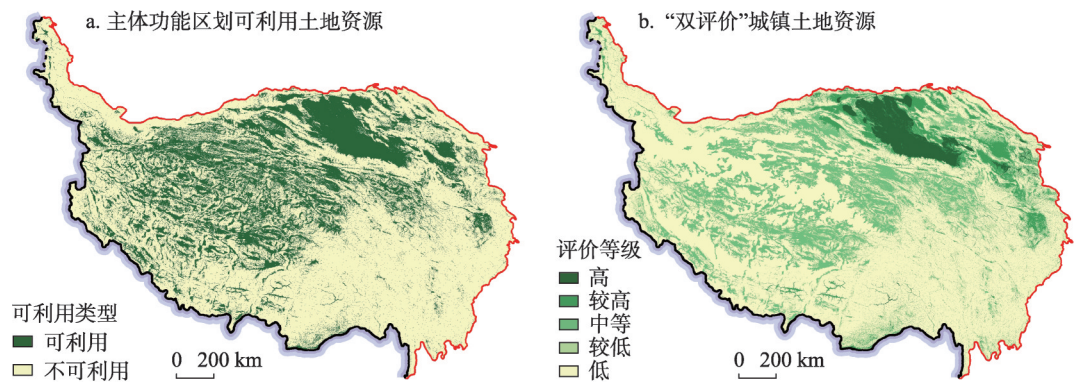 a. 主体功能区划可利用土地资源
可利用类型
可利用
不可利用
0 200 km
b. “双评价”城镇土地资源
评价等级
高
较高
中等
较低
低
0 200 km